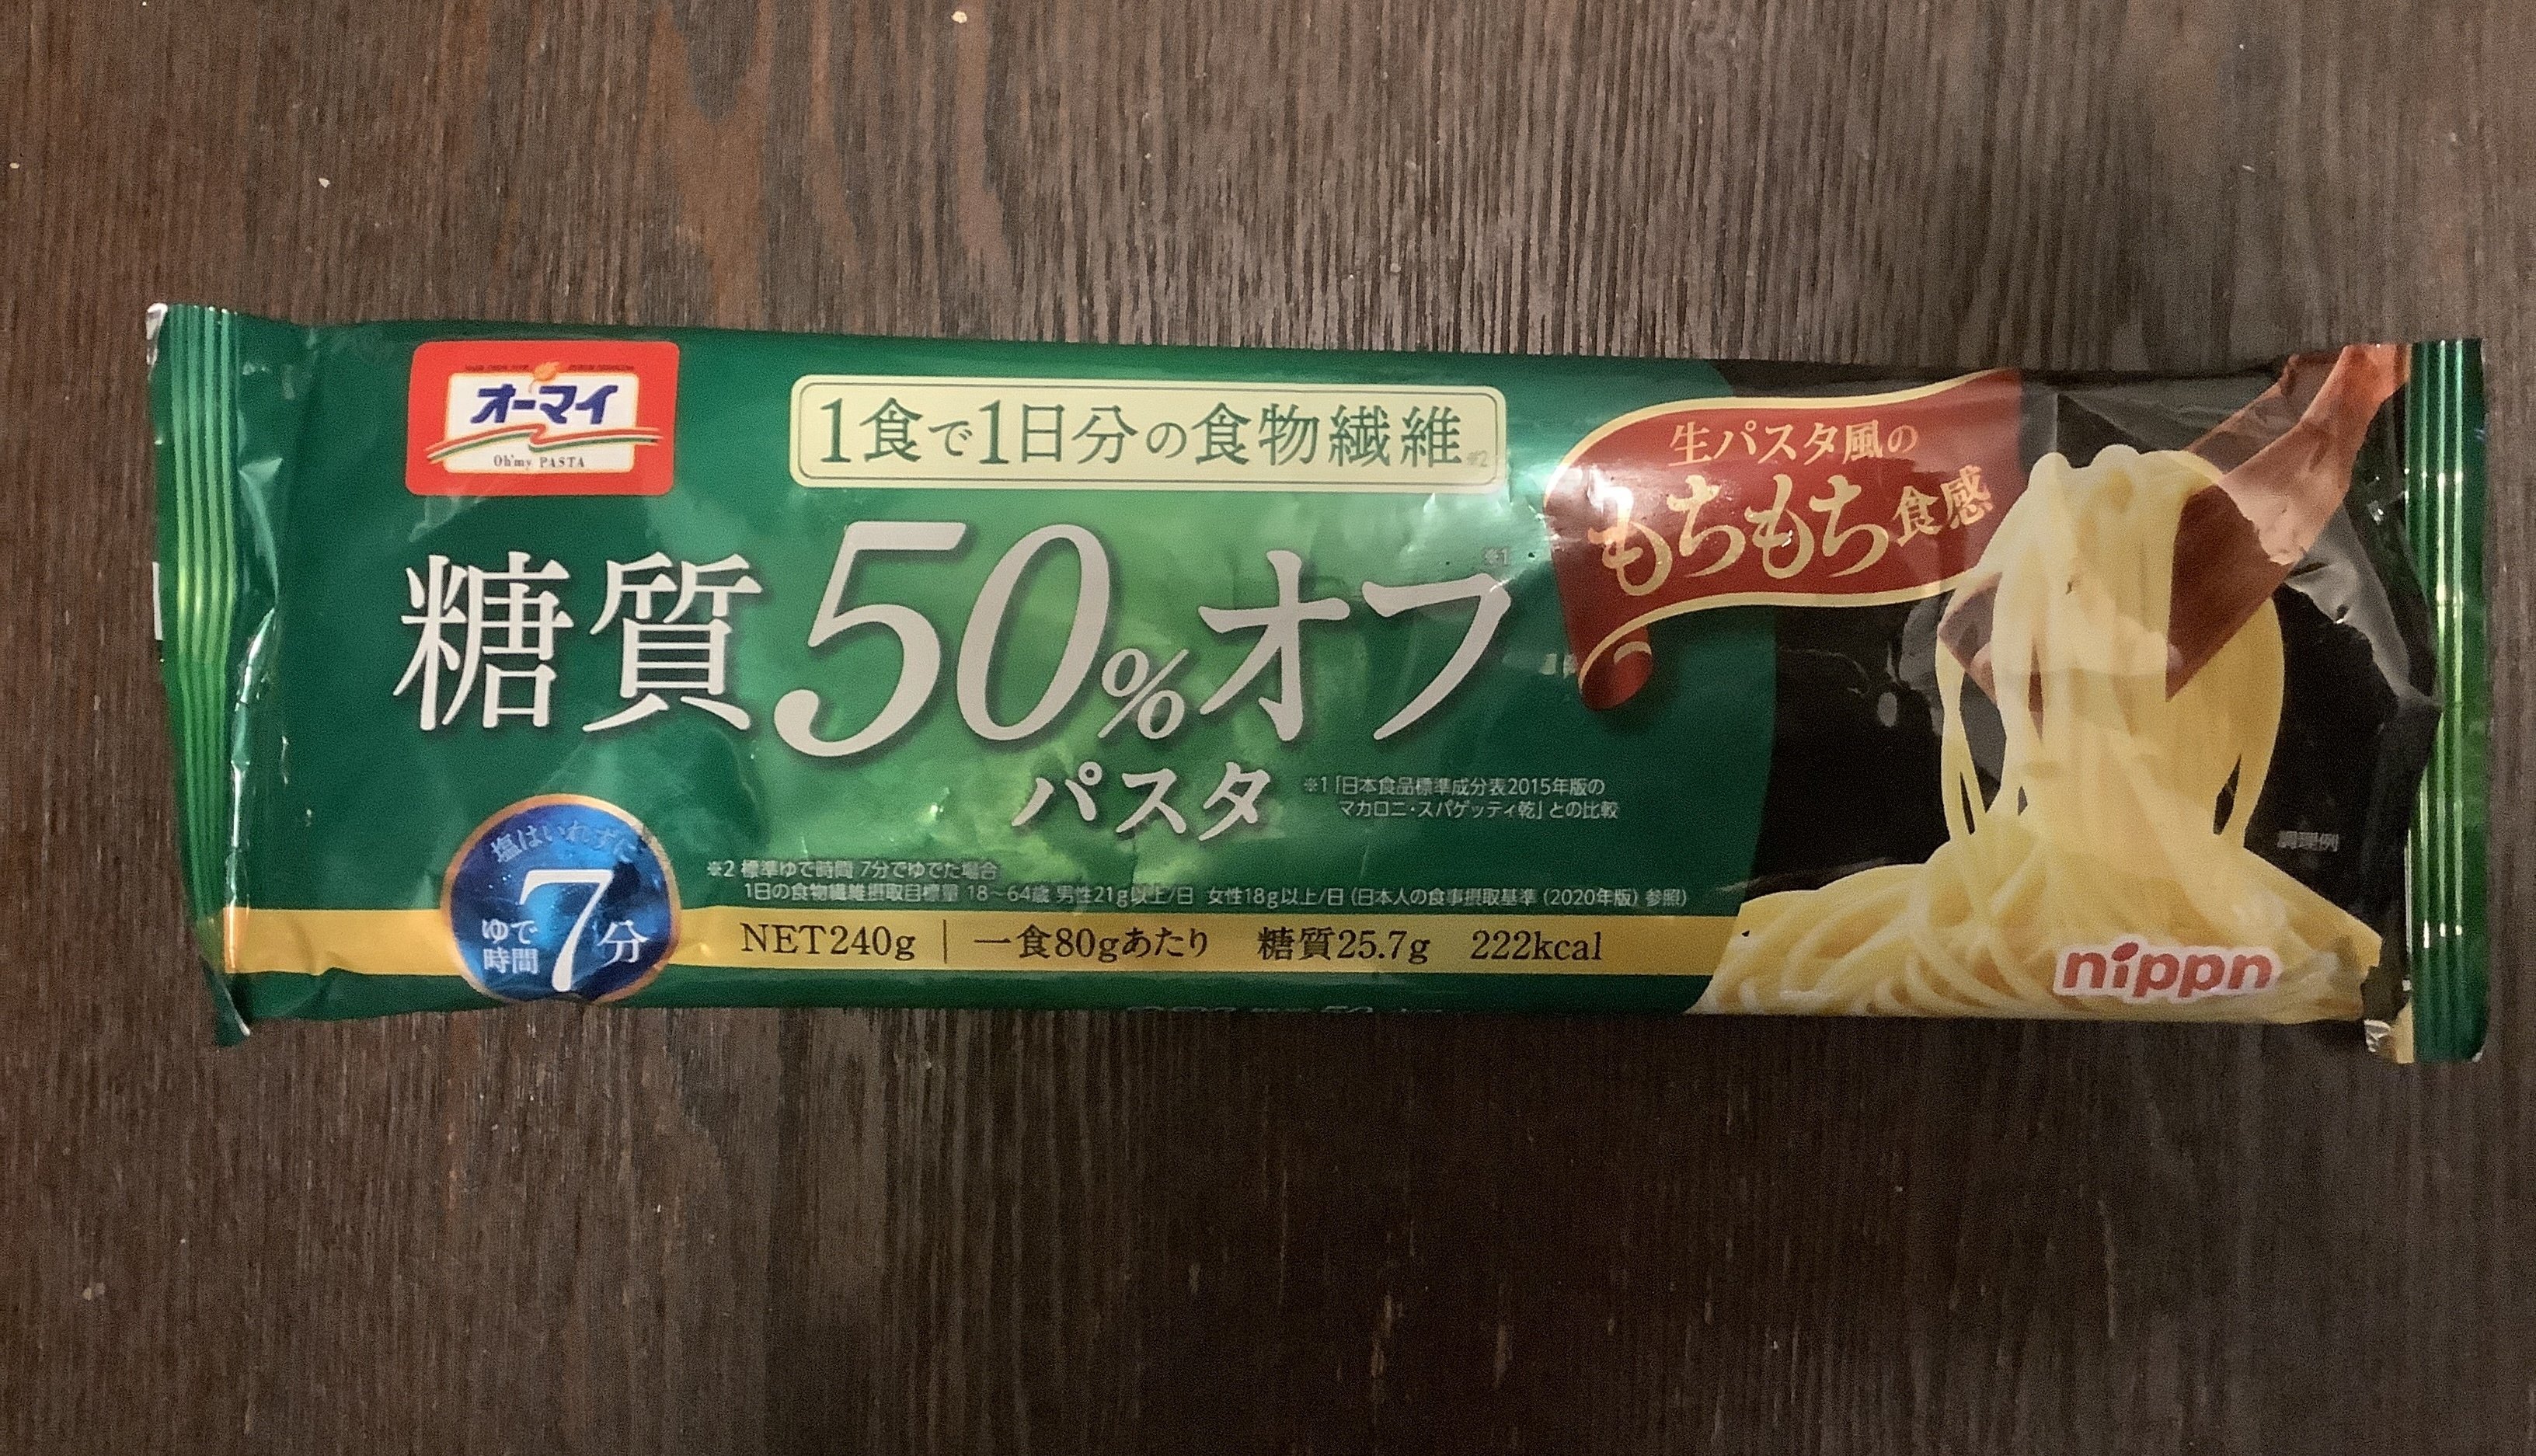 オーマイ
Oh'my PASTA
1食で1日分の食物繊維※2
糖質50%オフ※1
パスタ
生パスタ風の
もちもち食感
※1「日本食品標準成分表2015年版の
マカロニ・スパゲッティ乾」との比較
塩はいれずに
ゆで時間 7分
※2 標準ゆで時間 7分でゆでた場合
1日の食物繊維摂取目標量 18~64歳 男性21g以上/日 女性18g以上/日(日本人の食事摂取基準(2020年版)参照)
NET240g | 一食80gあたり 糖質25.7g 222kcal
調理例
nippn